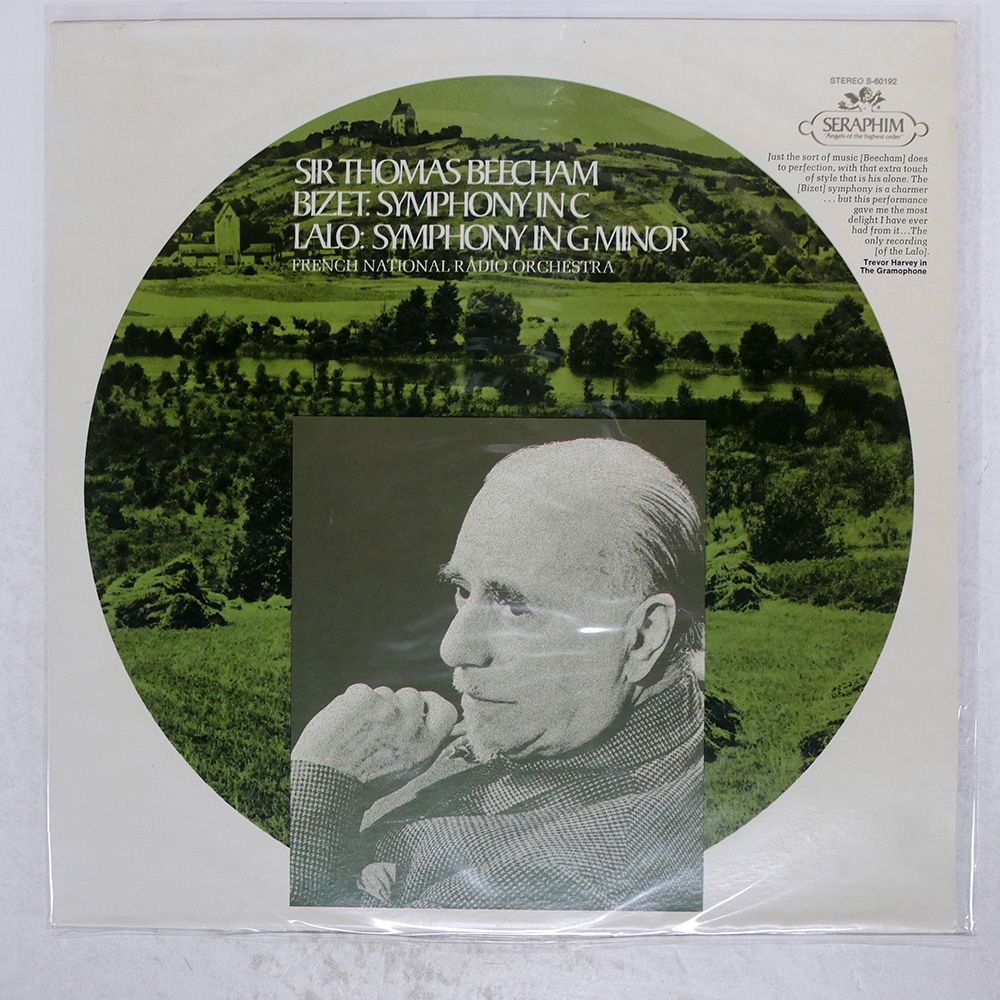 STEREO S-60192
SERAPHIM
"Angels of the highest order"
Just the sort of music [Beecham] does
to perfection, with that extra touch
of style that is his alone. The
[Bizet] symphony is a charmer
... but this performance
gave me the most
delight I have ever
had from it...The
only recording
[of the Lalo].
Trevor Harvey in
The Gramophone
SIR THOMAS BEECHAM
BIZET: SYMPHONY IN C
LALO: SYMPHONY IN G MINOR
FRENCH NATIONAL RADIO ORCHESTRA